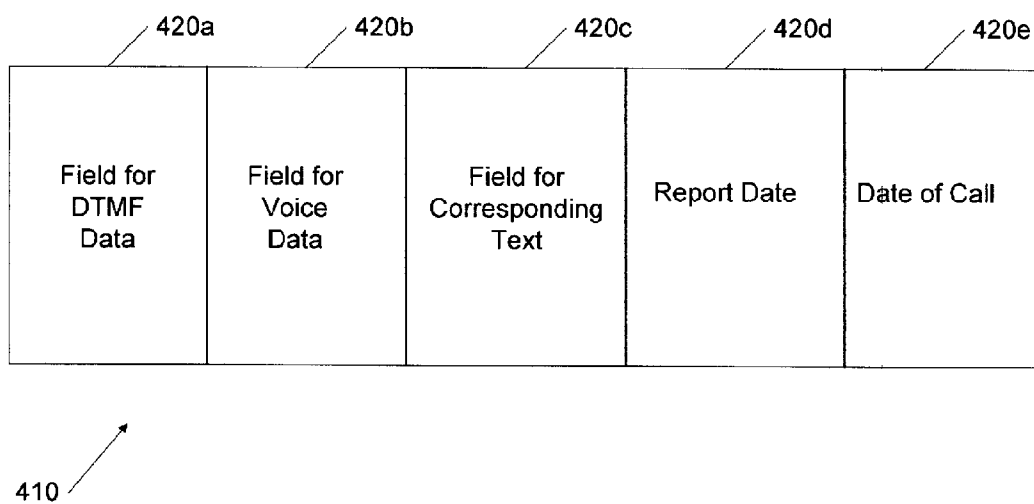 420a
420b
420c
420d
420e
Field for
DTMF
Data
Field for
Voice
Data
Field for
Corresponding
Text
Report Date
Date of Call
410